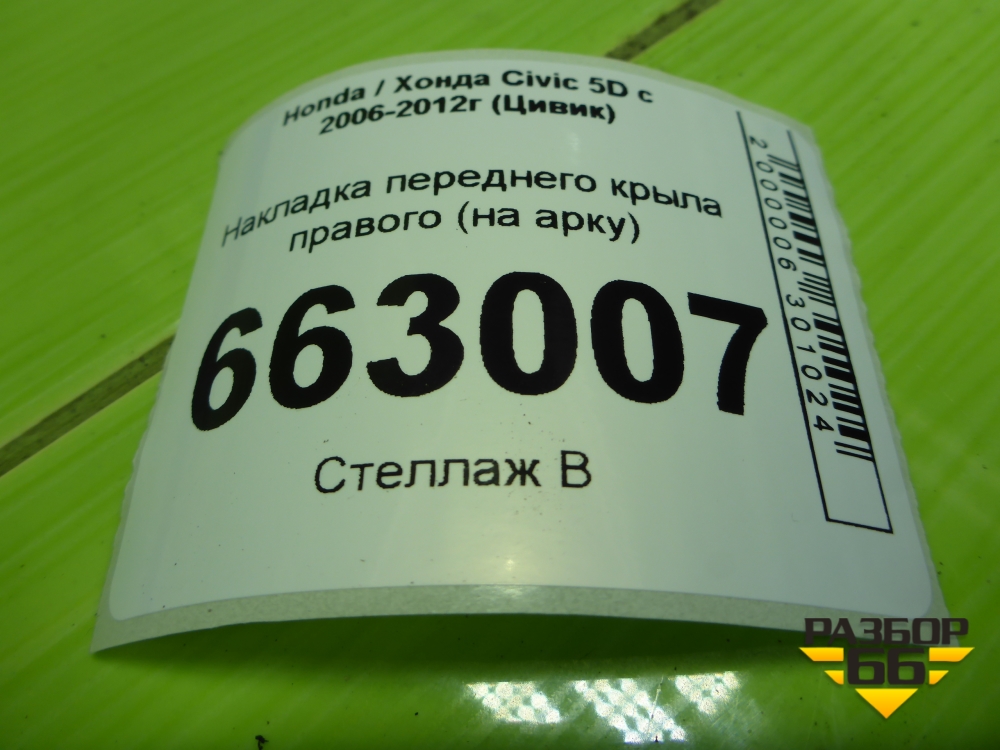 Honda / Хонда Civic 5D с
2006-2012г (Цивик)
Накладка переднего крыла
правого (на арку)
663007
Стеллаж В
2000006301024
РАЗБОР
66